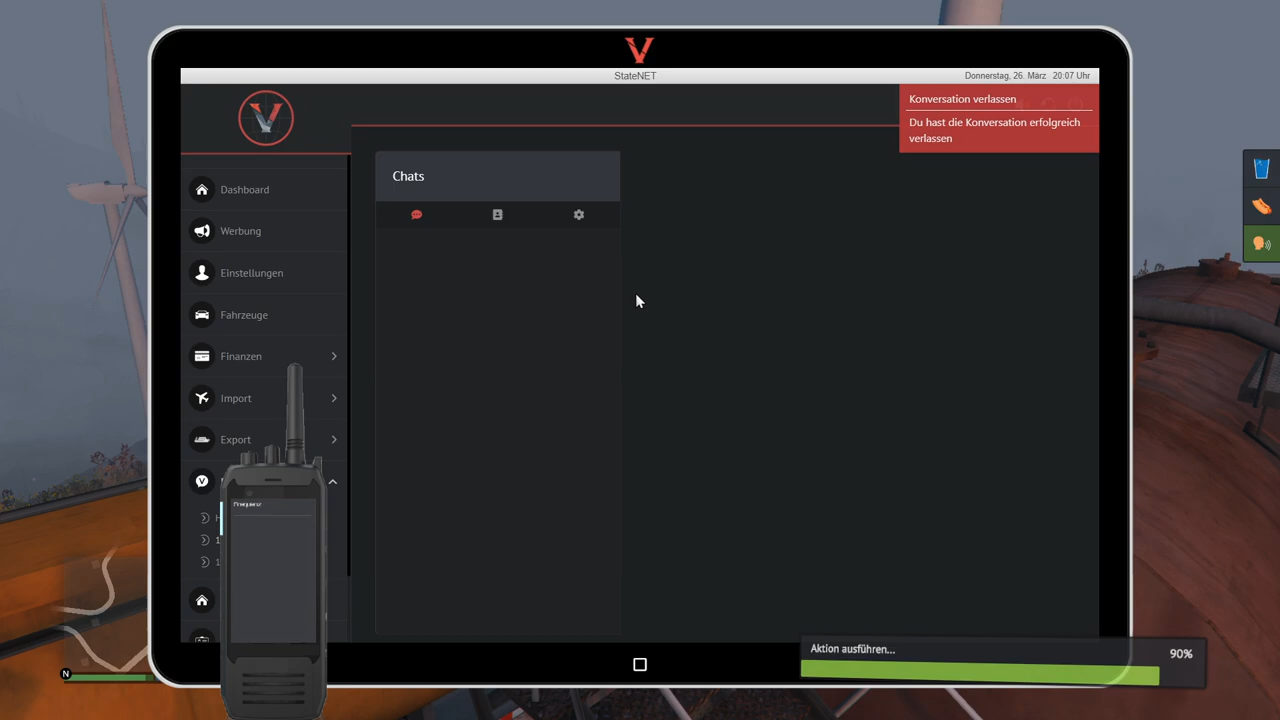 StateNET
Donnerstag, 26. März 20:07 Uhr
Konversation verlassen
Du hast die Konversation erfolgreich
verlassen
Chats
Dashboard
Werbung
Einstellungen
Fahrzeuge
Finanzen
Import
Export
Frequenz
Aktion ausführen...
90%
N